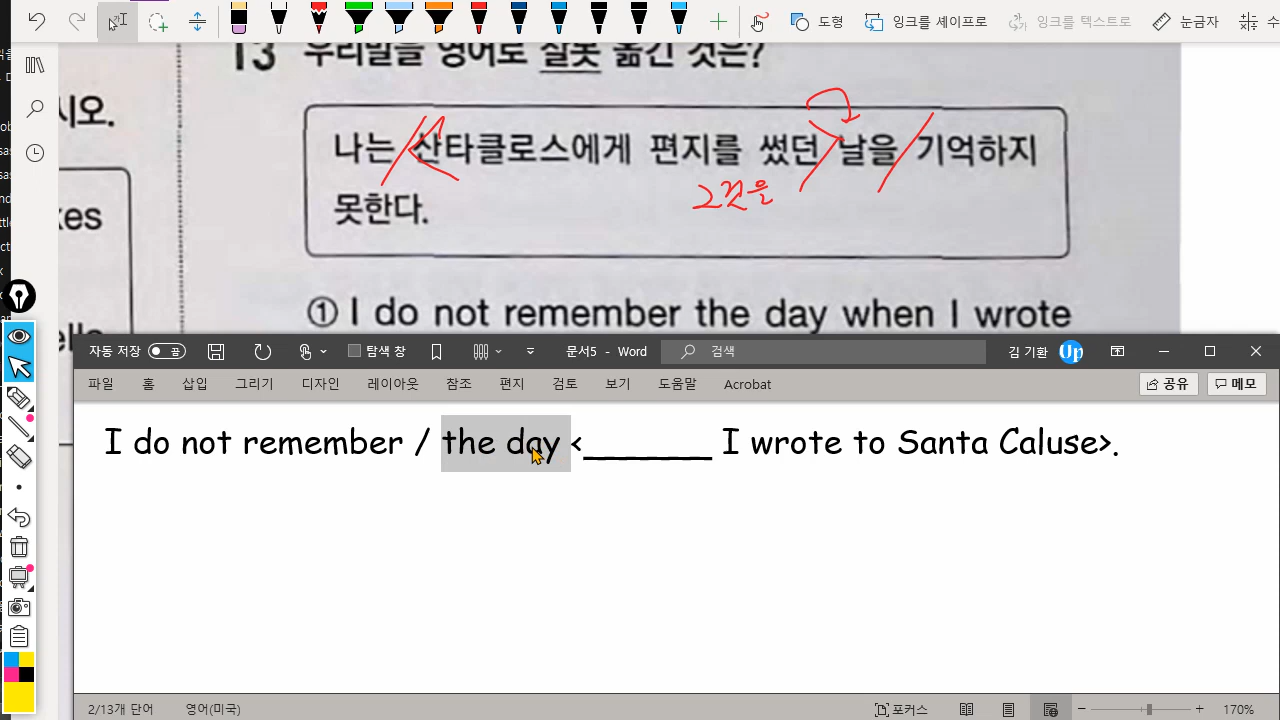 도형
잉크를 셰이프로
잉크를 텍스트로
눈금자
수
13 우리말을 영어로 잘못 옮긴 것은?
시오.
나는 산타클로스에게 편지를 썼던 날을 기억하지
그것을
못한다.
kes
① I do not remember the day when I wrote
ells
자동 저장 끔
탐색 창
문서5 - Word
검색
김 기환
Up
파일 홈 삽입 그리기 디자인 레이아웃 참조 편지 검토 보기 도움말 Acrobat
공유
메모
I do not remember / the day <_______ I wrote to Santa Caluse>.
2/13개 단어
영어(미국)
포커스
170%